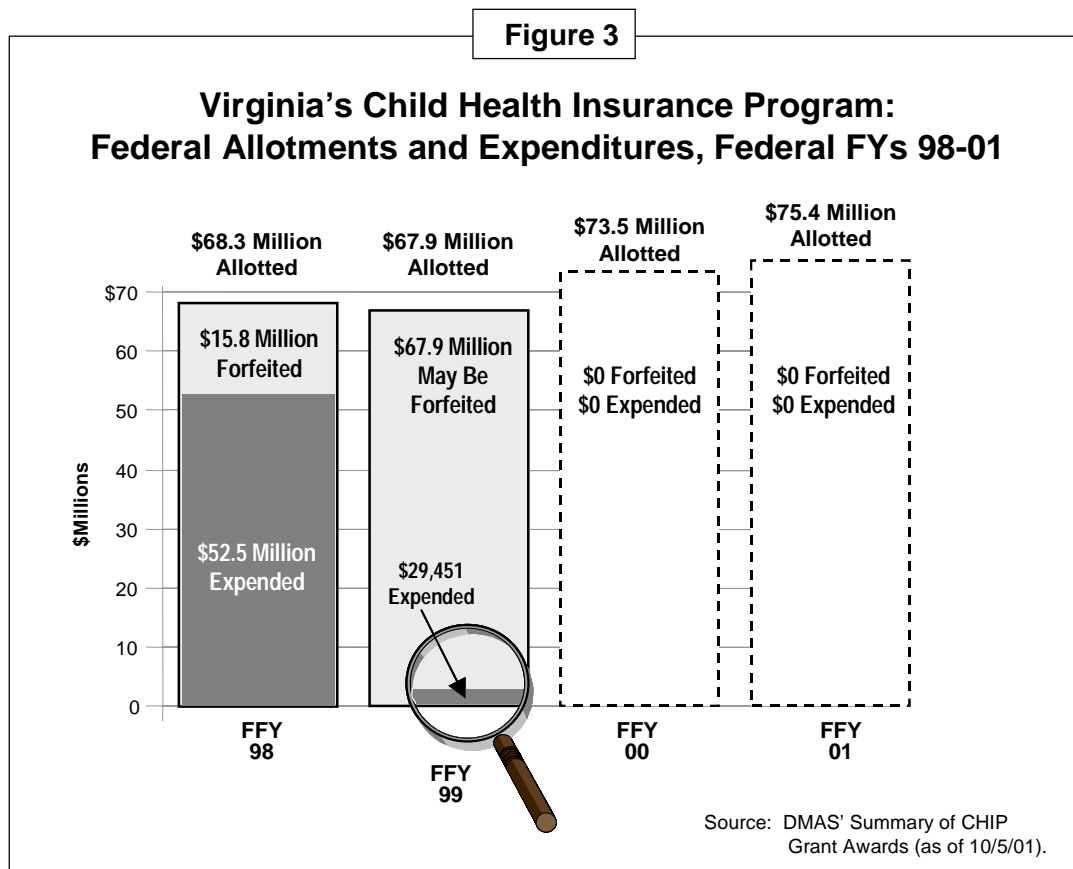 Figure 3
Virginia's Child Health Insurance Program:
Federal Allotments and Expenditures, Federal FYs 98-01
$68.3 Million
Allotted
$67.9 Million
Allotted
$73.5 Million
Allotted
$75.4 Million
Allotted
$Millions
$70
60
50
40
30
20
10
0
$15.8 Million
Forfeited
$52.5 Million
Expended
$67.9 Million
May Be
Forfeited
$29,451
Expended
$0 Forfeited
$0 Expended
$0 Forfeited
$0 Expended
FFY
98
FFY
99
FFY
00
FFY
01
Source: DMAS' Summary of CHIP
Grant Awards (as of 10/5/01).